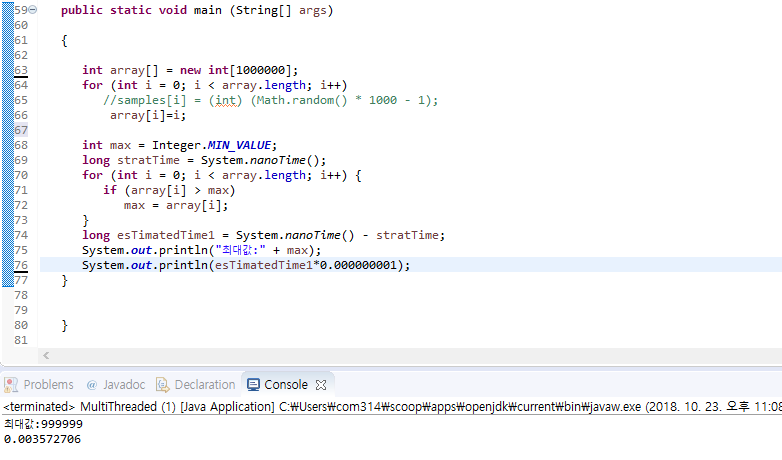 59 public static void main (String[] args)
60
61 {
62
63 int array[] = new int[1000000];
64 for (int i = 0; i < array.length; i++)
65 //samples[i] = (int) (Math.random() * 1000 - 1);
66 array[i]=i;
67
68 int max = Integer.MIN_VALUE;
69 long stratTime = System.nanoTime();
70 for (int i = 0; i < array.length; i++) {
71 if (array[i] > max)
72 max = array[i];
73 }
74 long esTimatedTime1 = System.nanoTime() - stratTime;
75 System.out.println("최대값:" + max);
76 System.out.println(esTimatedTime1*0.000000001);
77 }
78
79
80 }
81
Problems @ Javadoc Declaration Console
<terminated> MultiThreaded (1) [Java Application] C:₩Users₩com314₩scoop₩apps₩openjdk₩current₩bin₩javaw.exe (2018. 10. 23. 오후 11:08
최대값:999999
0.003572706